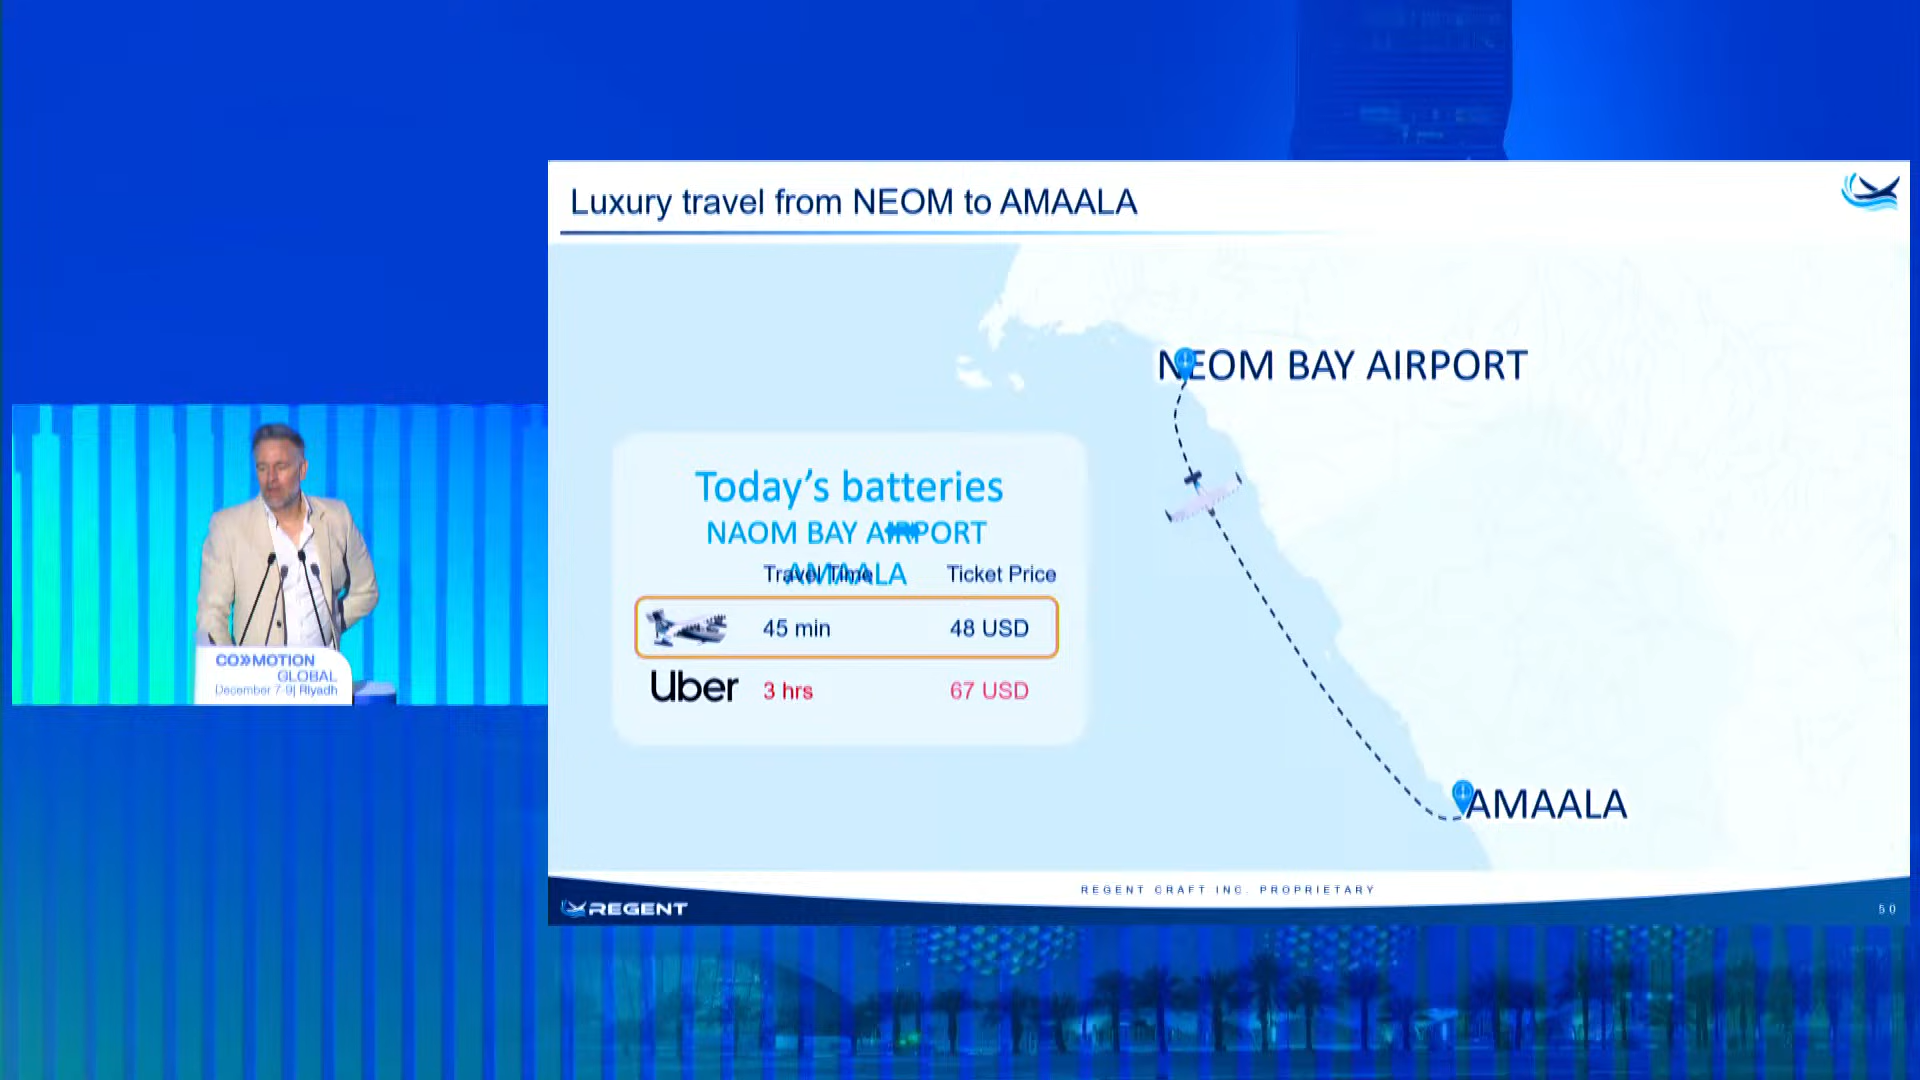 Luxury travel from NEOM to AMAALA
NEOM BAY AIRPORT
Today's batteries
NAOM BAY AIRPORT
AMAALA
Travel Time Ticket Price
45 min 48 USD
Uber 3 hrs 67 USD
AMAALA
CO»MOTION
GLOBAL
December 7-9| Riyadh
REGENT CRAFT INC. PROPRIETARY
REGENT
50